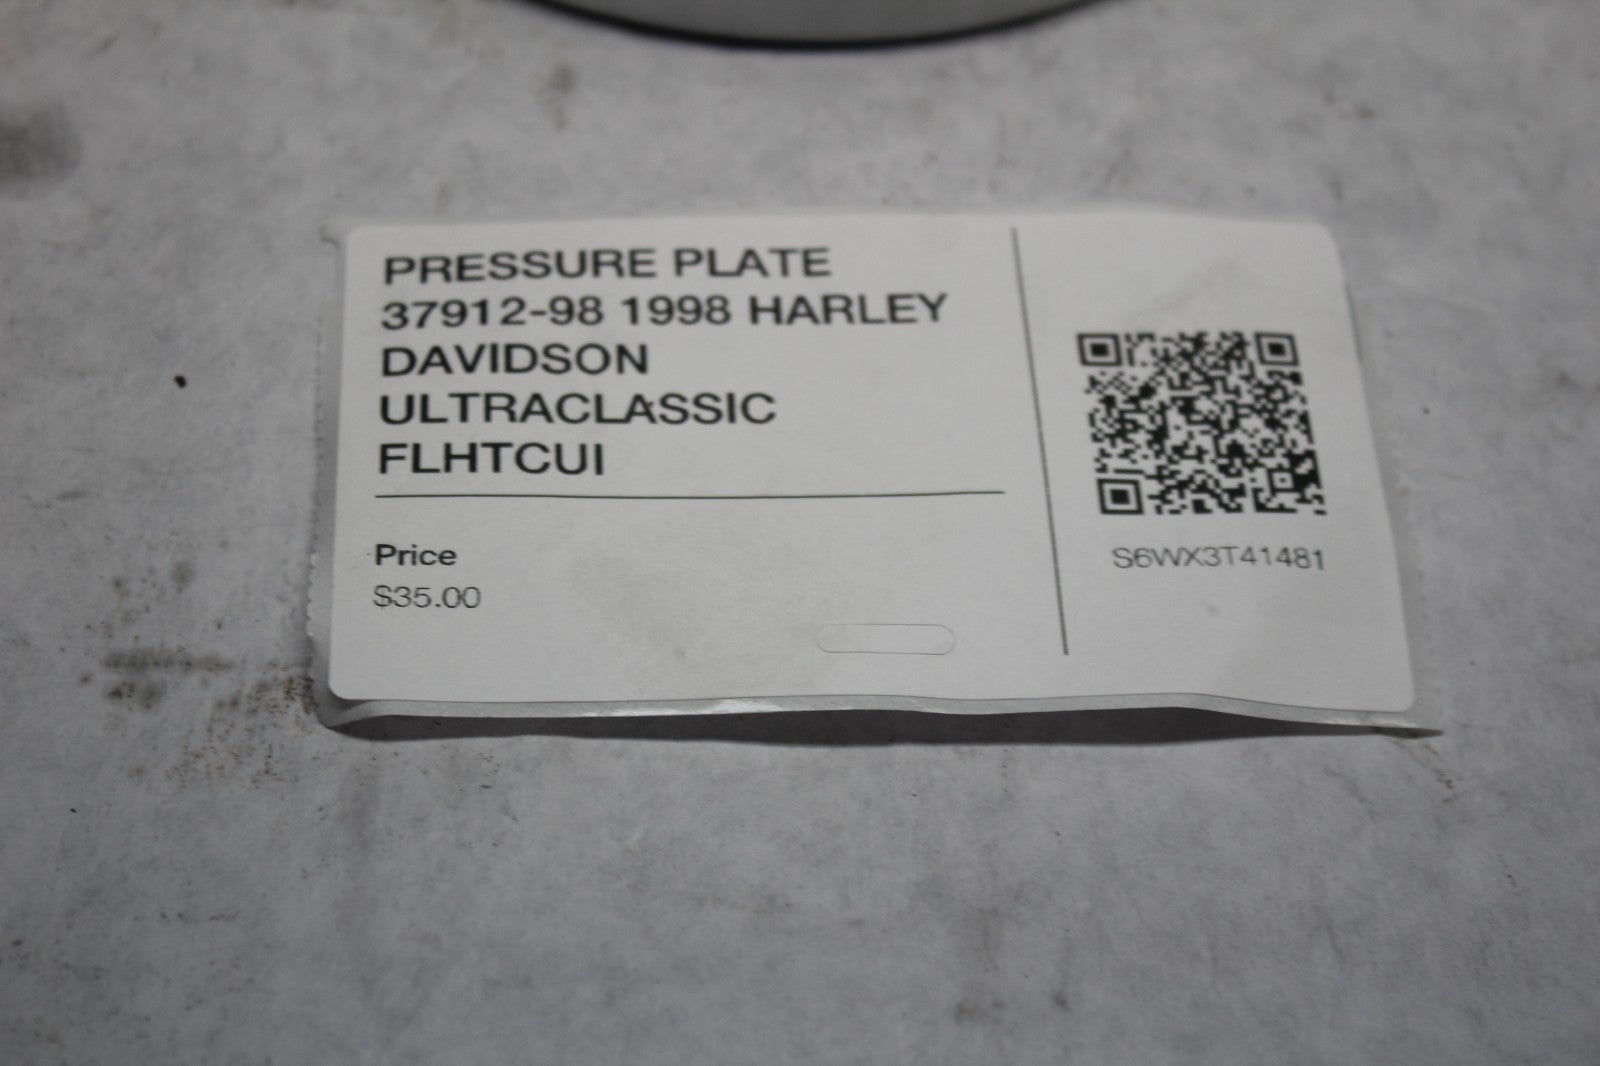 PRESSURE PLATE
37912-98 1998 HARLEY
DAVIDSON
ULTRACLASSIC
FLHTCUI
Price
$35.00
S6WX3T41481